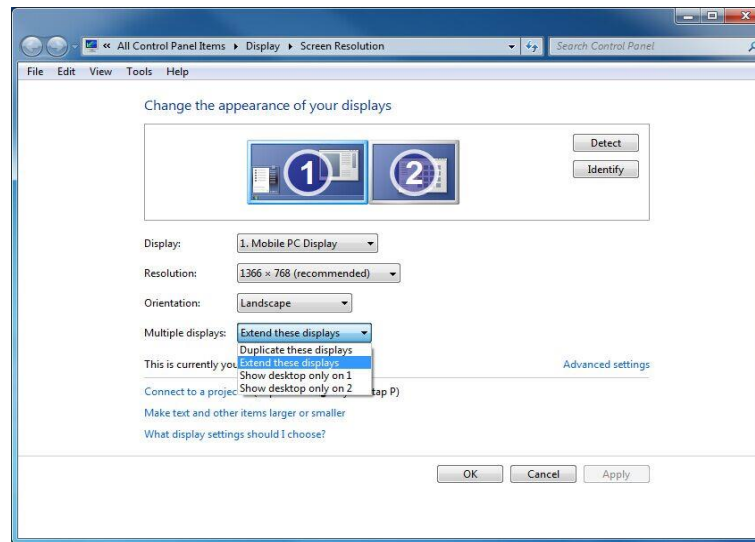 « All Control Panel Items ▸ Display ▸ Screen Resolution
Search Control Panel
File Edit View Tools Help
Change the appearance of your displays
1 2
Detect
Identify
Display: 1. Mobile PC Display
Resolution: 1366 × 768 (recommended)
Orientation: Landscape
Multiple displays: Extend these displays
Duplicate these displays
This is currently you
Extend these displays
Advanced settings
Show desktop only on 1
Show desktop only on 2
Connect to a projec tap P)
Make text and other items larger or smaller
What display settings should I choose?
OK Cancel Apply